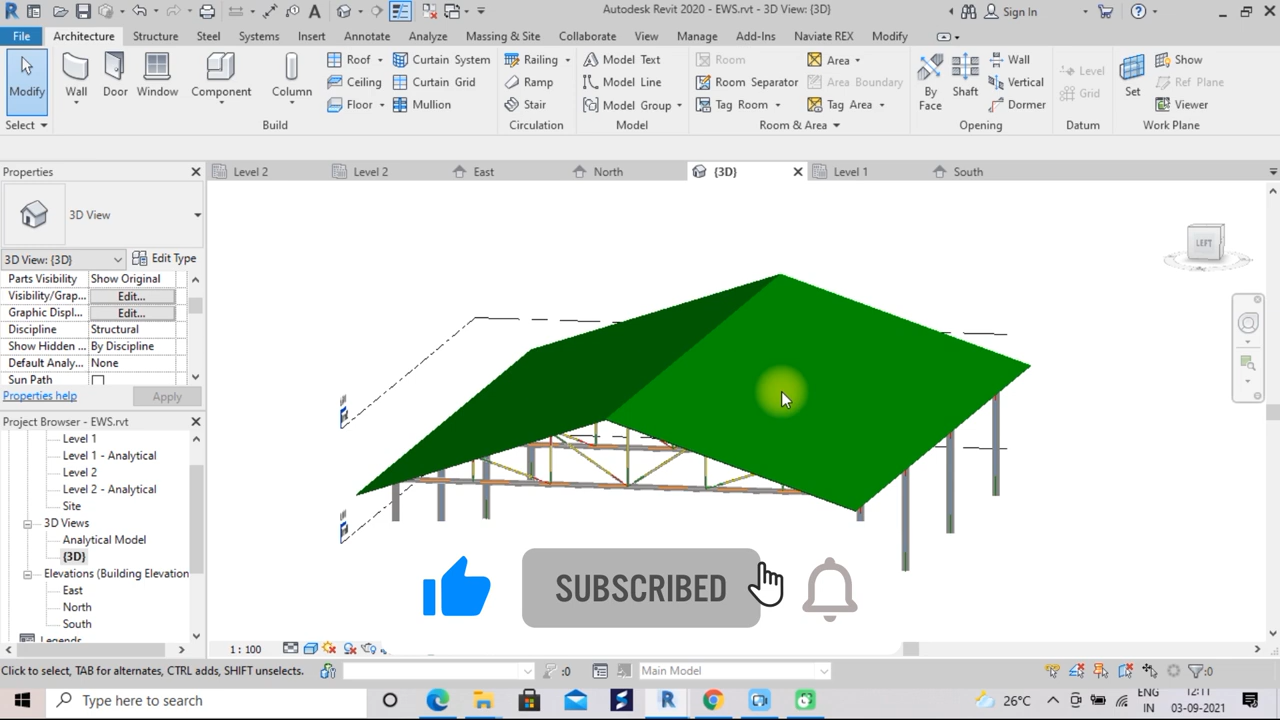 Autodesk Revit 2020 - EWS.rvt - 3D View: {3D}
Sign In
File Architecture Structure Steel Systems Insert Annotate Analyze Massing & Site Collaborate View Manage Add-Ins Naviate REX Modify
Modify
Wall
Door
Window
Component
Column
Roof
Ceiling
Floor
Curtain System
Curtain Grid
Mullion
Railing
Ramp
Stair
Model Text
Model Line
Model Group
Room
Room Separator
Tag Room
Area
Area Boundary
Tag Area
By
Face
Shaft
Wall
Vertical
Dormer
Level
Grid
Set
Show
Ref Plane
Viewer
Select Build Circulation Model Room & Area Opening Datum Work Plane
Properties
Level 2 Level 2 East North {3D} Level 1 South
3D View
3D View: {3D} Edit Type
Parts Visibility Show Original
Visibility/Grap... Edit...
Graphic Displ... Edit...
Discipline Structural
Show Hidden ... By Discipline
Default Analy... None
Sun Path
Properties help Apply
Project Browser - EWS.rvt
Level 1
Level 1 - Analytical
Level 2
Level 2 - Analytical
Site
3D Views
Analytical Model
{3D}
Elevations (Building Elevation
East
North
South
Legends
LEFT
SUBSCRIBED
1 : 100
Click to select, TAB for alternates, CTRL adds, SHIFT unselects.
:0
Main Model
:0
Type here to search
26°C
ENG
IN
12:11
03-09-2021